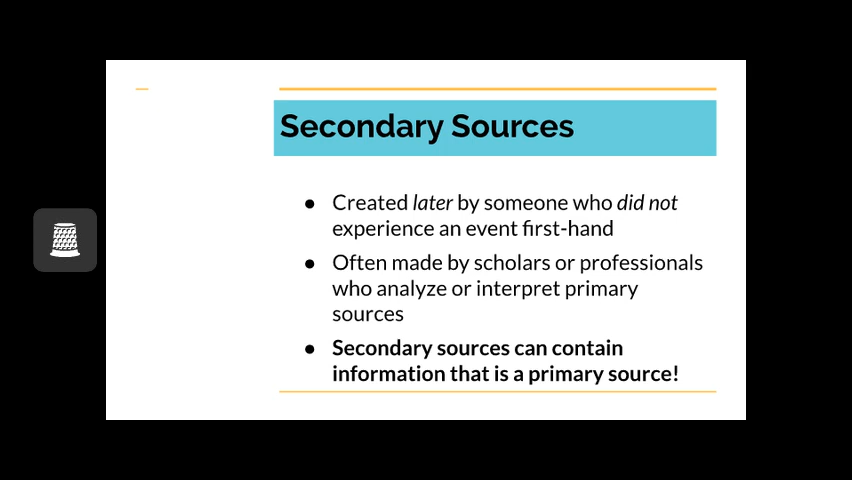 Secondary Sources
● Created later by someone who did not
experience an event first-hand
● Often made by scholars or professionals
who analyze or interpret primary
sources
● Secondary sources can contain
information that is a primary source!